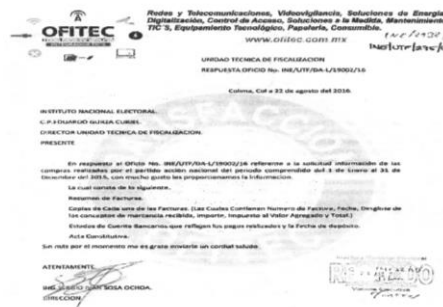 OFITEC
Redes y Telecomunicaciones, Videovigilancia, Soluciones de Energía
Digitalización, Control de Acceso, Soluciones a la Medida, Mantenimiento
TIC´S, Equipamiento Tecnológico, Papelería, Consumible.
www.ofitec.com.mx
UNIDAD TECNICA DE FISCALIZACION
RESPUESTA OFICIO No. INE/UTF/DA-L/19002/16
Colima, Col a 22 de agosto del 2016.
INSTITUTO NACIONAL ELECTORAL.
C.P. EDUARDO GURZA CURIEL
DIRECTOR UNIDAD TECNICA DE FISCALIZACION.
PRESENTE
En respuesta al Oficio No. INE/UTF/DA-L/19002/16 referente a la solicitud información de las
compras realizadas por el partido acción nacional del periodo comprendido del 1 de Enero al 31 de
Diciembre del 2015, con mucho gusto les proporcionamos la información.
La cual consta de lo siguiente.
Resumen de Facturas.
Copias de Cada una de las Facturas. (Las Cuales Contienen Numero de Factura, Fecha, Desglose de
los conceptos de mercancía recibida, Importe, Impuesto al Valor Agregado y Total.)
Estados de Cuenta Bancarios que reflejan los pagos realizados y la Fecha de depósito.
Acta Constitutiva.
Sin más por el momento me es grato enviarle un cordial saludo.
ATENTAMENTE
ING. SOSA OCHOA.
DIRECCION